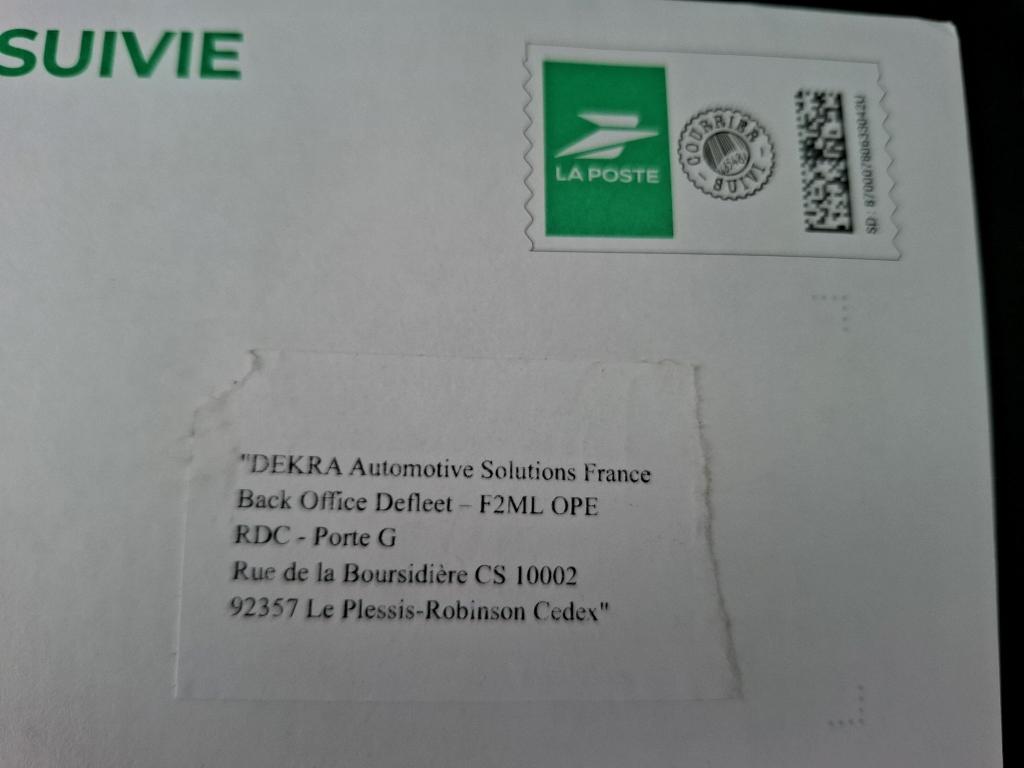 SUIVIE
LA POSTE
COURRIER
SUIVI
"DEKRA Automotive Solutions France
Back Office Defleet – F2ML OPE
RDC - Porte G
Rue de la Boursidière CS 10002
92357 Le Plessis-Robinson Cedex"